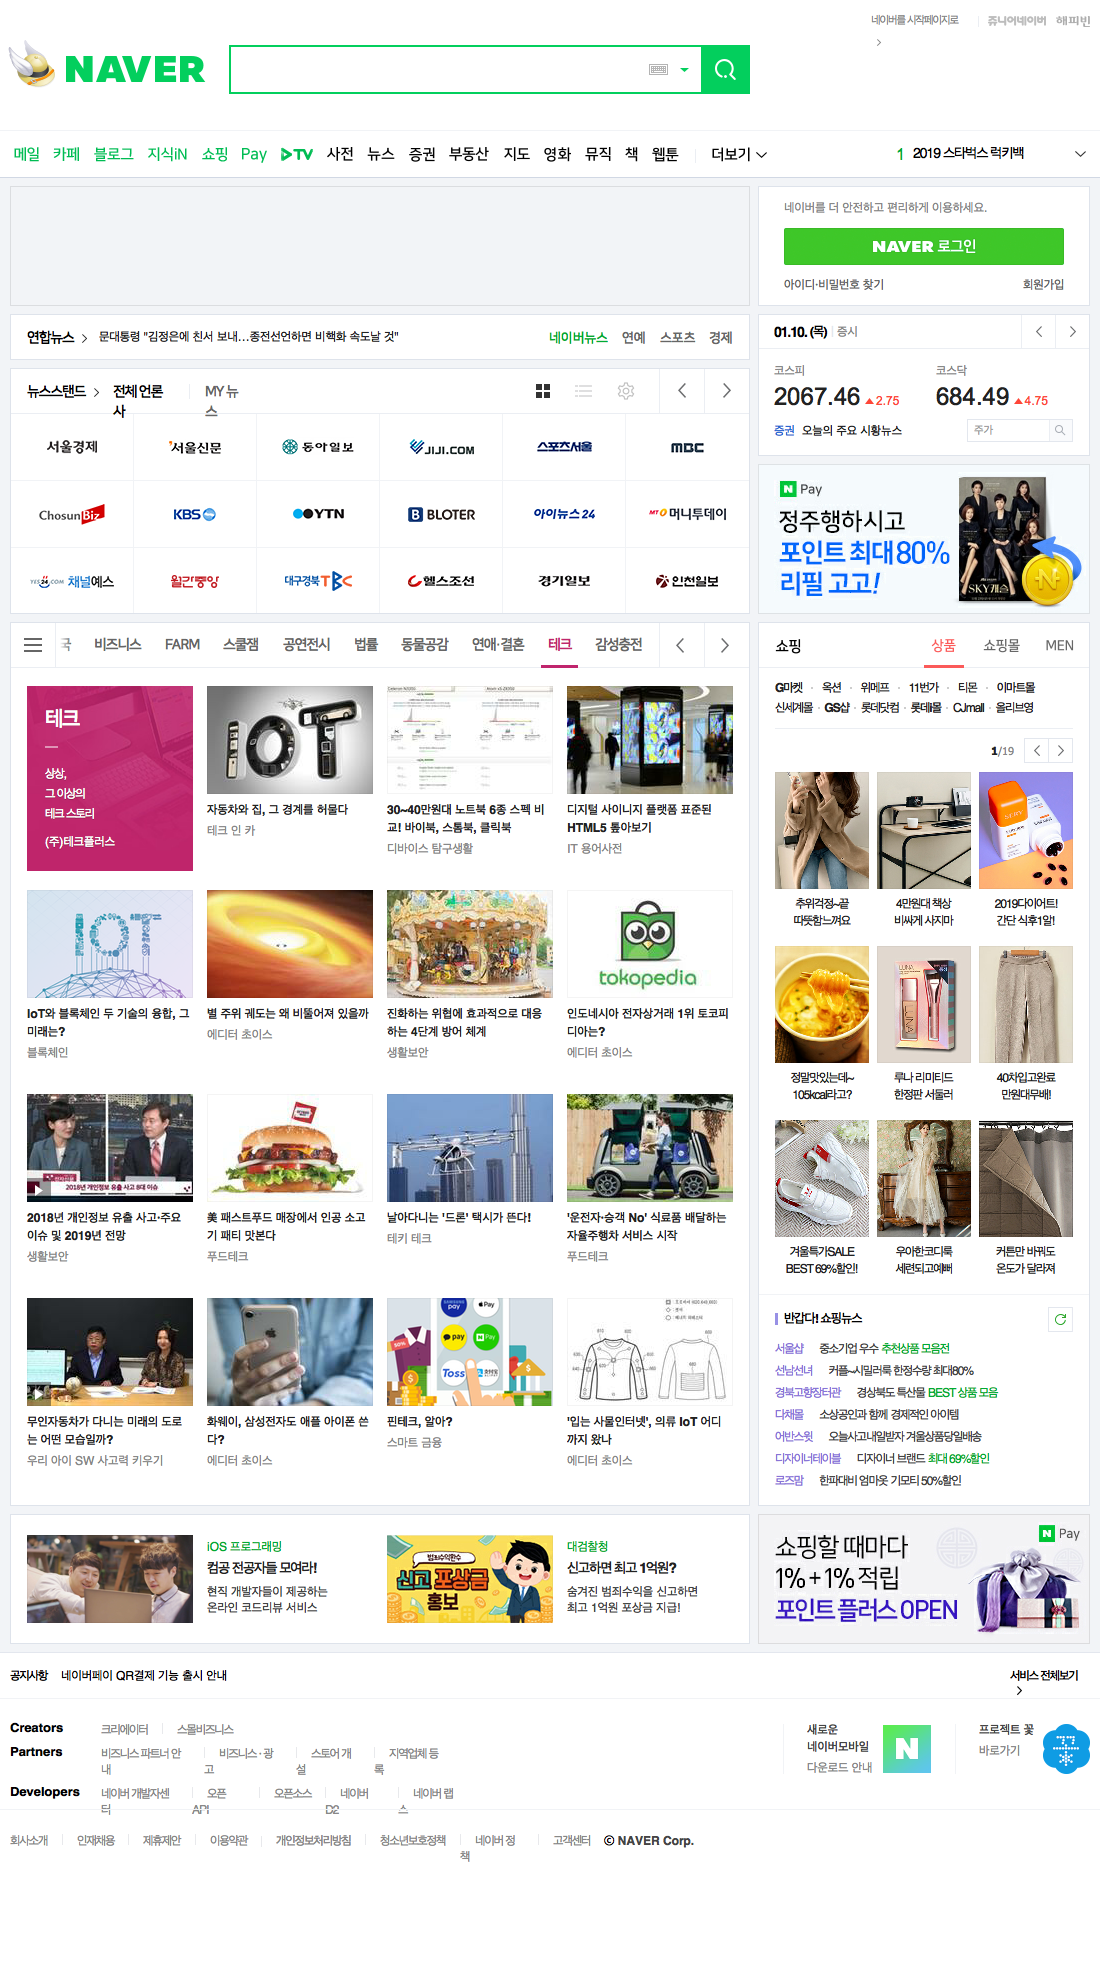 네이버를 시작페이지로
쥬니어네이버 해피빈
NAVER
메일 카페 블로그 지식iN 쇼핑 Pay TV 사전 뉴스 증권 부동산 지도 영화 뮤직 책 웹툰 더보기
1 2019 스타벅스 럭키백
네이버를 더 안전하고 편리하게 이용하세요.
NAVER 로그인
아이디·비밀번호 찾기 회원가입
연합뉴스 문대통령 "김정은에 친서 보내…종전선언하면 비핵화 속도날 것"
네이버뉴스 연예 스포츠 경제
01.10. (목) 증시
코스피 코스닥
2067.46 2.75 684.49 4.75
증권 오늘의 주요 시황뉴스 주가
뉴스스탠드 전체 언론사 MY 뉴스
서울경제 서울신문 동아일보 JIJI.COM 스포츠서울 MBC
ChosunBiz KBS YTN BLOTER 아이뉴스24 MT 머니투데이
YES24.COM 채널예스 월간중앙 대구경북TBC 헬스조선 경기일보 인천일보
N Pay
정주행하시고
포인트 최대 80%
리필 고고!
SKY캐슬
국 비즈니스 FARM 스쿨잼 공연전시 법률 동물공감 연애·결혼 테크 감성충전
테크
상상,
그 이상의
테크 스토리
(주)테크플러스
IOT
자동차와 집, 그 경계를 허물다
테크 인 카
30~40만원대 노트북 6종 스펙 비
교! 바이북, 스톰북, 클릭북
디바이스 탐구생활
디지털 사이니지 플랫폼 표준된
HTML5 톺아보기
IT 용어사전
IoT
IoT와 블록체인 두 기술의 융합, 그
미래는?
블록체인
별 주위 궤도는 왜 비뚤어져 있을까
에디터 초이스
진화하는 위협에 효과적으로 대응
하는 4단계 방어 체계
생활보안
tokopedia
인도네시아 전자상거래 1위 토코피
디아는?
에디터 초이스
2018년 개인정보 유출 사고 8대 이슈
2018년 개인정보 유출 사고·주요
이슈 및 2019년 전망
생활보안
美 패스트푸드 매장에서 인공 소고
기 패티 맛본다
푸드테크
날아다니는 '드론' 택시가 뜬다!
테키 테크
'운전자·승객 No' 식료품 배달하는
자율주행차 서비스 시작
푸드테크
무인자동차가 다니는 미래의 도로
는 어떤 모습일까?
우리 아이 SW 사고력 키우기
화웨이, 삼성전자도 애플 아이폰 쓴
다?
에디터 초이스
pay Pay
pay N Pay
Toss
핀테크, 알아?
스마트 금융
'입는 사물인터넷', 의류 IoT 어디
까지 왔나
에디터 초이스
쇼핑 상품 쇼핑몰 MEN
G마켓 · 옥션 · 위메프 · 11번가 · 티몬 · 이마트몰
신세계몰 · GS샵 · 롯데닷컴 · 롯데i몰 · CJmall · 올리브영
1/19
추위걱정~끝
따뜻함느껴요
4만원대 책상
비싸게 사지마
2019다이어트!
간단 식후1알!
LUNA
정말맛있는데~
105kcal라고?
루나 리미티드
한정판 서둘러
40차입고완료
만원대무배!
겨울특가SALE
BEST 69%할인!
우아한코디룩
세련되고예뻐
커튼만 바꿔도
온도가 달라져
반갑다! 쇼핑뉴스
서울샵 중소기업 우수 추천상품 모음전
선남선녀 커플~시밀러룩 한정수량 최대80%
경북고향장터관 경상북도 특산물 BEST 상품 모음
다채몰 소상공인과 함께 경제적인 아이템
어반스윗 오늘사고내일받자 겨울상품당일배송
디자이너테이블 디자이너 브랜드 최대 69%할인
로즈맘 한파대비 엄마옷 기모티 50%할인
iOS 프로그래밍
컴공 전공자들 모여라!
현직 개발자들이 제공하는
온라인 코드리뷰 서비스
범죄수익환수
신고 포상금
홍보
대검찰청
신고하면 최고 1억원?
숨겨진 범죄수익을 신고하면
최고 1억원 포상금 지급!
N Pay
쇼핑할 때마다
1%+1% 적립
포인트 플러스 OPEN
공지사항 네이버페이 QR결제 기능 출시 안내
서비스 전체보기
Creators 크리에이터 스몰비즈니스
Partners 비즈니스 파트너 안내 비즈니스 · 광고 스토어 개설 지역업체 등록
Developers 네이버 개발자센터 오픈 API 오픈소스 네이버 D2 네이버 랩스
새로운
네이버모바일
다운로드 안내
N
프로젝트 꽃
바로가기
회사소개 인재채용 제휴제안 이용약관 개인정보처리방침 청소년보호정책 네이버 정책 고객센터 © NAVER Corp.